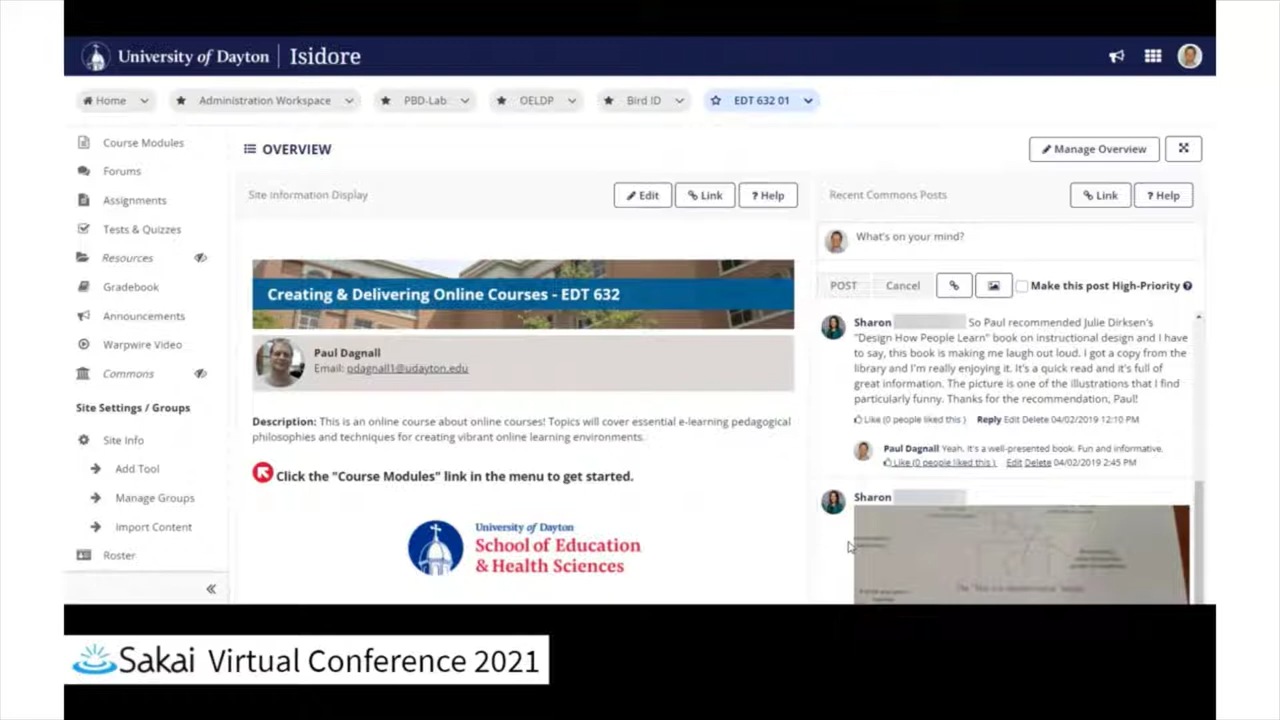 University of Dayton | Isidore
Home
Administration Workspace
PBD-Lab
OELDP
Bird ID
EDT 632 01
Course Modules
Forums
Assignments
Tests & Quizzes
Resources
Gradebook
Announcements
Warpwire Video
Commons
Site Settings / Groups
Site Info
Add Tool
Manage Groups
Import Content
Roster
OVERVIEW
Manage Overview
Site Information Display
Edit
Link
? Help
Creating & Delivering Online Courses - EDT 632
Paul Dagnall
Email: pdagnall1@udayton.edu
Description: This is an online course about online courses! Topics will cover essential e-learning pedagogical
philosophies and techniques for creating vibrant online learning environments.
Click the "Course Modules" link in the menu to get started.
University of Dayton
School of Education
& Health Sciences
Recent Commons Posts
Link
? Help
What's on your mind?
POST
Cancel
Make this post High-Priority
Sharon So Paul recommended Julie Dirksen's
"Design How People Learn" book on instructional design and I have
to say, this book is making me laugh out loud. I got a copy from the
library and I'm really enjoying it. It's a quick read and it's full of
great information. The picture is one of the illustrations that I find
particularly funny. Thanks for the recommendation, Paul!
Like (0 people liked this ) Reply Edit Delete 04/02/2019 12:10 PM
Paul Dagnall Yeah, it's a well-presented book. Fun and informative.
Like (0 people liked this ) Edit Delete 04/02/2019 2:45 PM
Sharon
Sakai Virtual Conference 2021